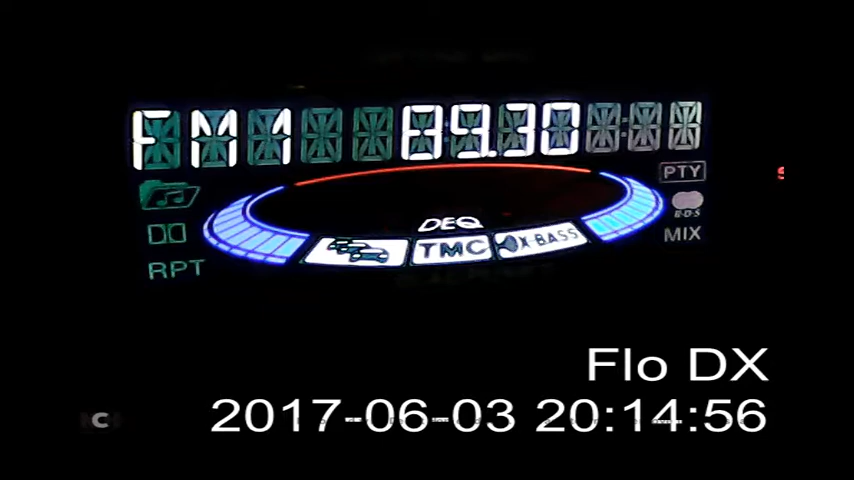 FM1 89.30
PTY
R·D·S
MIX
RPT
DEQ
TMC X-BASS
Flo DX
2017-06-03 20:14:56